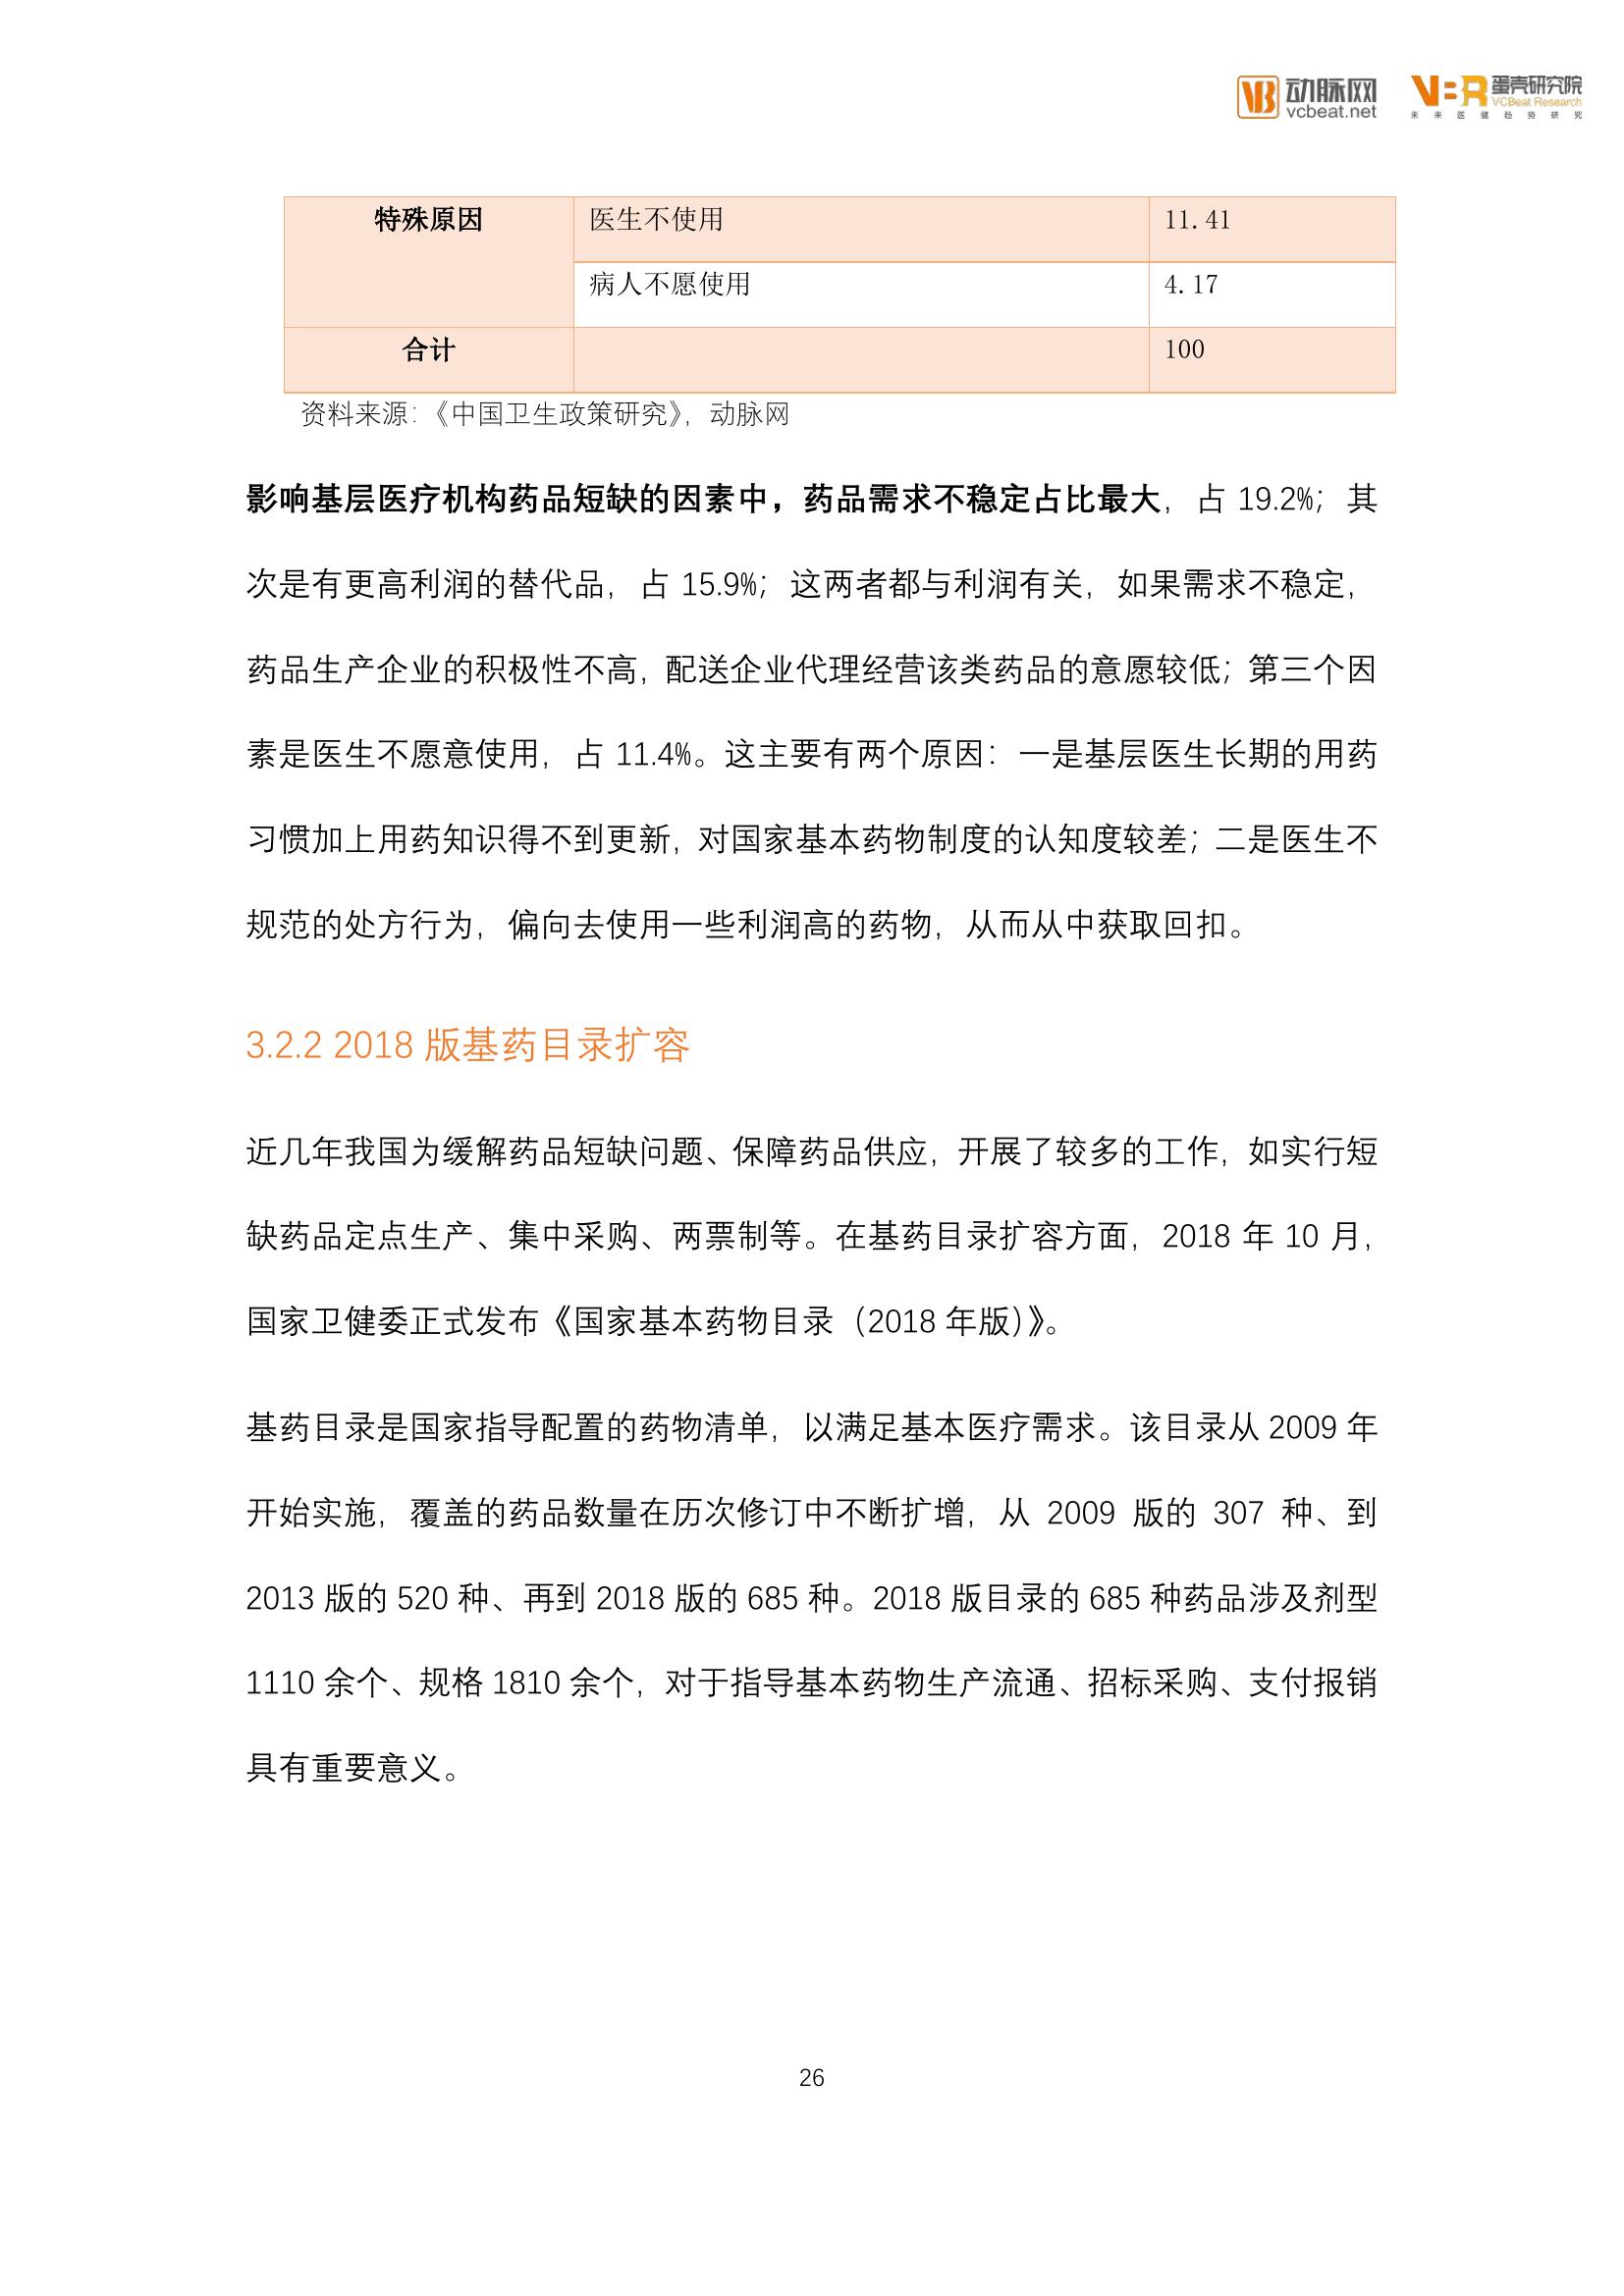 动脉网
vcbeat.net
VBR 蛋壳研究院
VCBeat Research
未来医健趋势研究
特殊原因 医生不使用 11.41
病人不愿使用 4.17
合计 100
资料来源：《中国卫生政策研究》，动脉网
影响基层医疗机构药品短缺的因素中，药品需求不稳定占比最大，占 19.2%；其
次是有更高利润的替代品，占 15.9%；这两者都与利润有关，如果需求不稳定，
药品生产企业的积极性不高，配送企业代理经营该类药品的意愿较低；第三个因
素是医生不愿意使用，占 11.4%。这主要有两个原因：一是基层医生长期的用药
习惯加上用药知识得不到更新，对国家基本药物制度的认知度较差；二是医生不
规范的处方行为，偏向去使用一些利润高的药物，从而从中获取回扣。
3.2.2 2018 版基药目录扩容
近几年我国为缓解药品短缺问题、保障药品供应，开展了较多的工作，如实行短
缺药品定点生产、集中采购、两票制等。在基药目录扩容方面，2018 年 10 月，
国家卫健委正式发布《国家基本药物目录（2018 年版）》。
基药目录是国家指导配置的药物清单，以满足基本医疗需求。该目录从 2009 年
开始实施，覆盖的药品数量在历次修订中不断扩增，从 2009 版的 307 种、到
2013 版的 520 种、再到 2018 版的 685 种。2018 版目录的 685 种药品涉及剂型
1110 余个、规格 1810 余个，对于指导基本药物生产流通、招标采购、支付报销
具有重要意义。
26